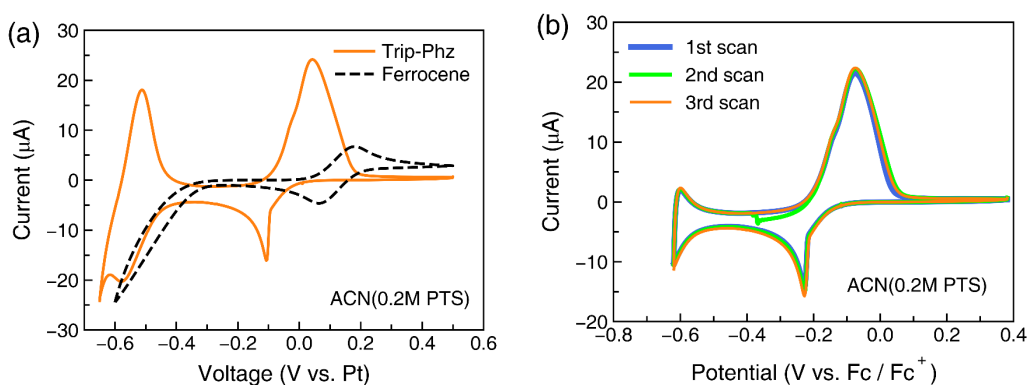 (a)
Trip-Phz
Ferrocene
30
20
10
0
−10
−20
−30
Current (μA)
ACN(0.2M PTS)
−0.6 −0.4 −0.2 0.0 0.2 0.4 0.6
Voltage (V vs. Pt)
(b)
1st scan
2nd scan
3rd scan
30
20
10
0
−10
−20
Current (μA)
ACN(0.2M PTS)
−0.8 −0.6 −0.4 −0.2 0.0 0.2 0.4
Potential (V vs. Fc / Fc+)